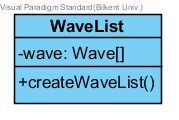 Visual Paradigm Standard(Bilkent Univ.)
WaveList
-wave: Wave[]
+createWaveList()